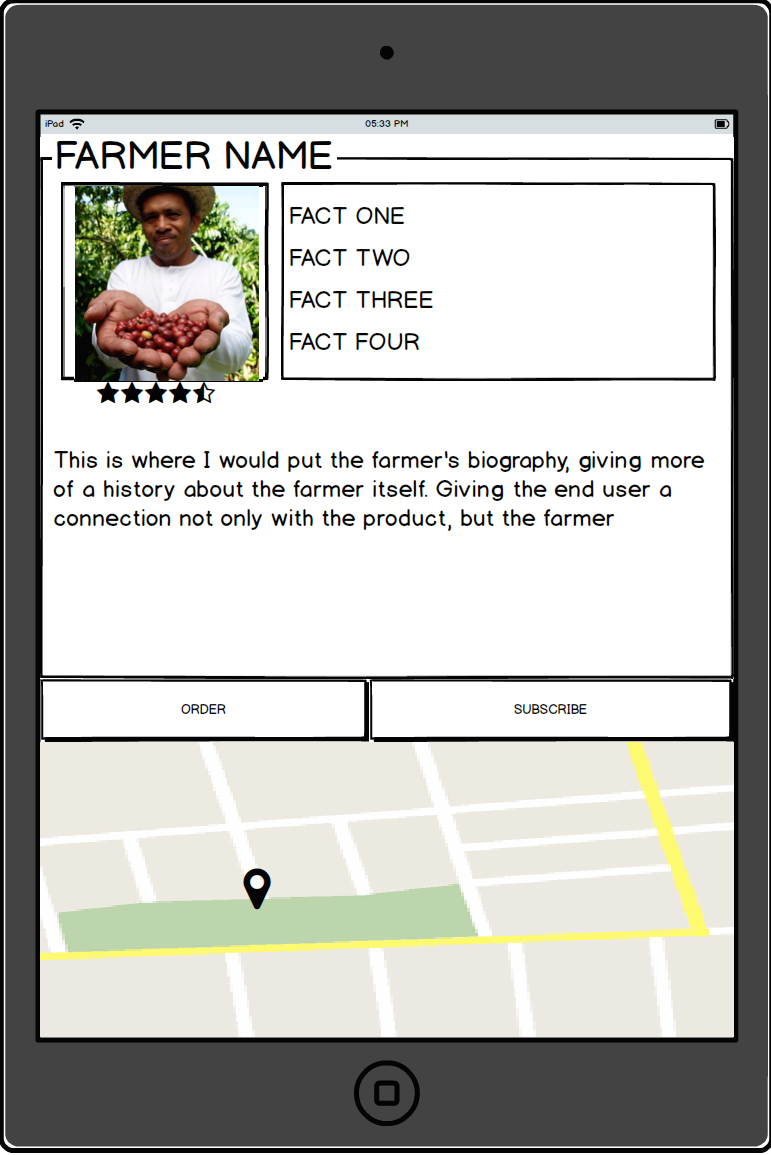 iPad 05:33 PM
FARMER NAME
FACT ONE
FACT TWO
FACT THREE
FACT FOUR
This is where I would put the farmer's biography, giving more
of a history about the farmer itself. Giving the end user a
connection not only with the product, but the farmer
ORDER
SUBSCRIBE